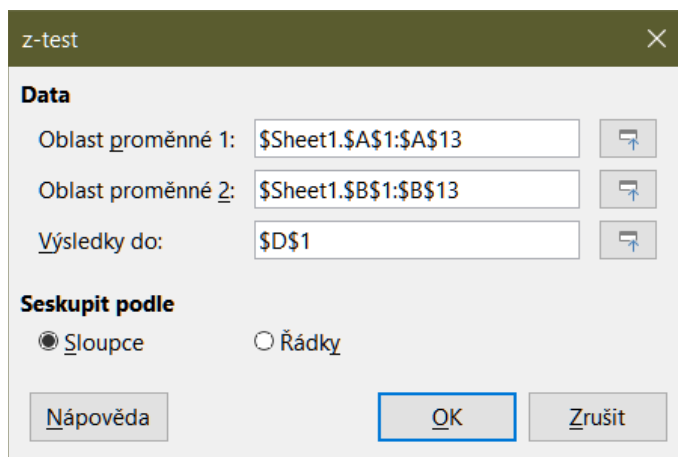 z-test
Data
Oblast proměnné 1: $Sheet1.$A$1:$A$13
Oblast proměnné 2: $Sheet1.$B$1:$B$13
Výsledky do: $D$1
Seskupit podle
Sloupce Řádky
Nápověda OK Zrušit